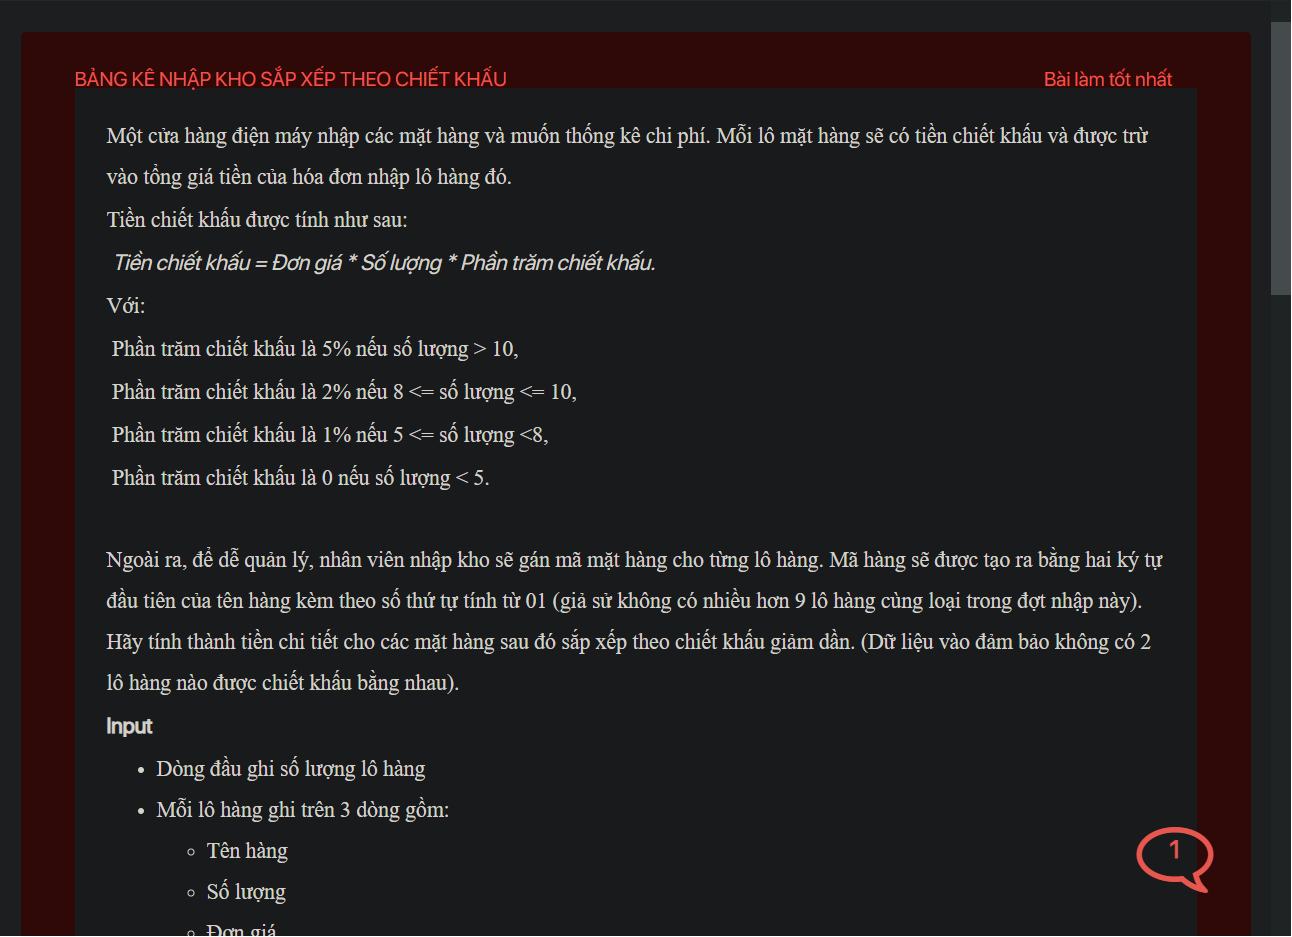 BẢNG KÊ NHẬP KHO SẮP XẾP THEO CHIẾT KHẤU
Bài làm tốt nhất
Một cửa hàng điện máy nhập các mặt hàng và muốn thống kê chi phí. Mỗi lô mặt hàng sẽ có tiền chiết khấu và được trừ
vào tổng giá tiền của hóa đơn nhập lô hàng đó.
Tiền chiết khấu được tính như sau:
Tiền chiết khấu = Đơn giá * Số lượng * Phần trăm chiết khấu.
Với:
Phần trăm chiết khấu là 5% nếu số lượng > 10,
Phần trăm chiết khấu là 2% nếu 8 <= số lượng <= 10,
Phần trăm chiết khấu là 1% nếu 5 <= số lượng <8,
Phần trăm chiết khấu là 0 nếu số lượng < 5.
Ngoài ra, để dễ quản lý, nhân viên nhập kho sẽ gán mã mặt hàng cho từng lô hàng. Mã hàng sẽ được tạo ra bằng hai ký tự
đầu tiên của tên hàng kèm theo số thứ tự tính từ 01 (giả sử không có nhiều hơn 9 lô hàng cùng loại trong đợt nhập này).
Hãy tính thành tiền chi tiết cho các mặt hàng sau đó sắp xếp theo chiết khấu giảm dần. (Dữ liệu vào đảm bảo không có 2
lô hàng nào được chiết khấu bằng nhau).
Input
Dòng đầu ghi số lượng lô hàng
Mỗi lô hàng ghi trên 3 dòng gồm:
Tên hàng
Số lượng
Đơn giá
1